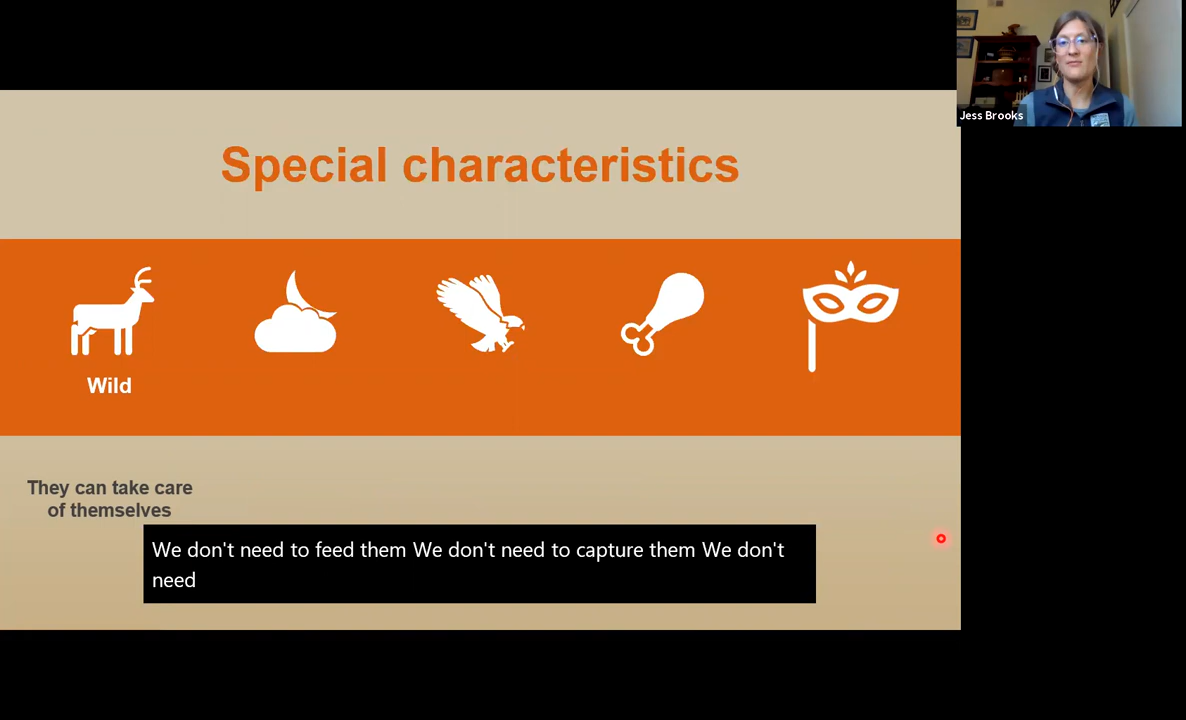 Jess Brooks
Special characteristics
Wild
They can take care
of themselves
We don't need to feed them We don't need to capture them We don't
need